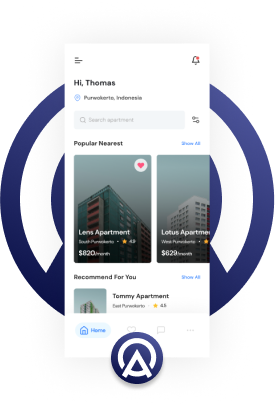 Hi, Thomas
Purwokerto, Indonesia
Search apartment
Popular Nearest
Show All
Lens Apartment
South Purwokerto • 4.9
$820/month
Lotus Apartmen
West Purwokerto •
$629/month
Recommend For You
Show All
Tommy Apartment
East Purwokerto • 4.9
Home